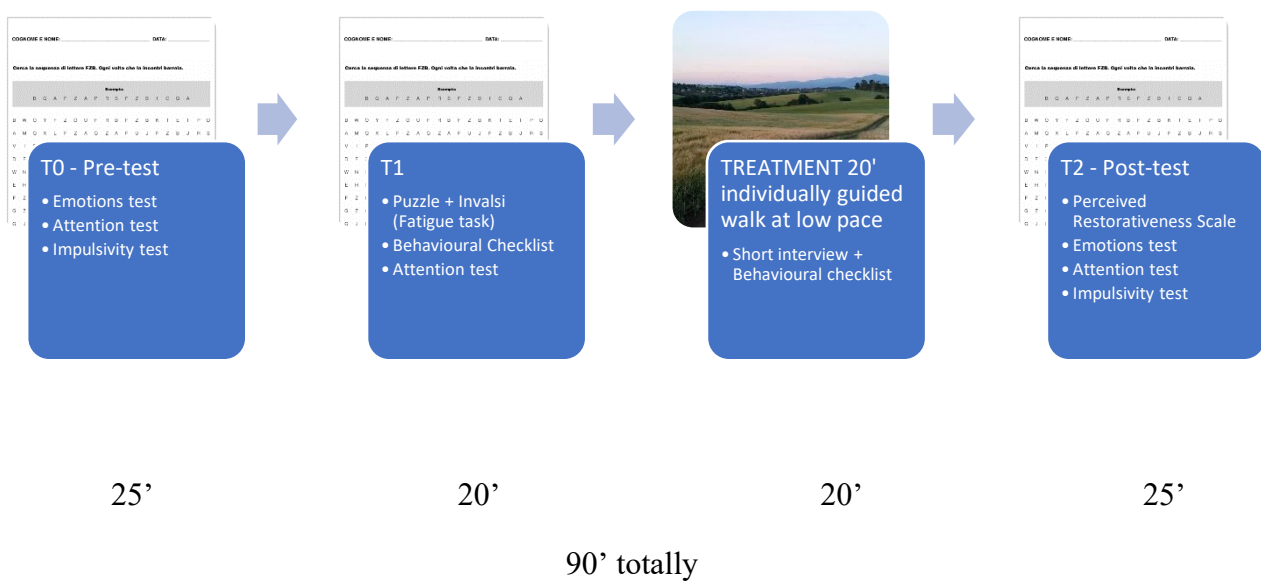 COGNOME E NOME: DATA:
Cerca la sequenza di lettere FZB. Ogni volta che la incontri barrala.
Esempio
T0 - Pre-test
• Emotions test
• Attention test
• Impulsivity test
COGNOME E NOME: DATA:
Cerca la sequenza di lettere FZB. Ogni volta che la incontri barrala.
Esempio
T1
• Puzzle + Invalsi
(Fatigue task)
• Behavioural Checklist
• Attention test
TREATMENT 20'
individually guided
walk at low pace
• Short interview +
Behavioural checklist
COGNOME E NOME: DATA:
Cerca la sequenza di lettere FZB. Ogni volta che la incontri barrala.
Esempio
T2 - Post-test
• Perceived
Restorativeness Scale
• Emotions test
• Attention test
• Impulsivity test
25’
20’
20’
25’
90’ totally